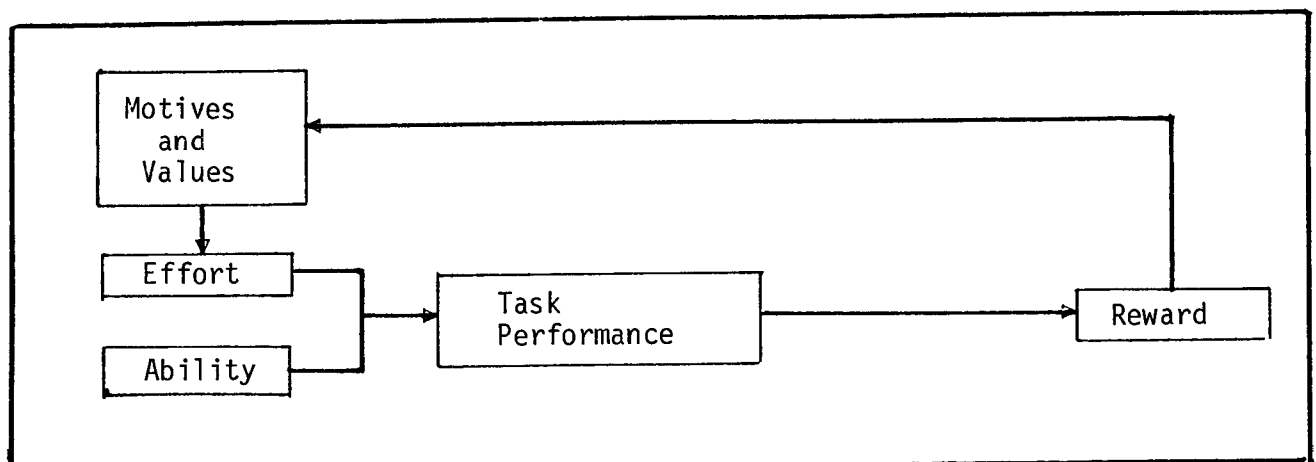 Motives
and
Values
Effort
Ability
Task
Performance
Reward